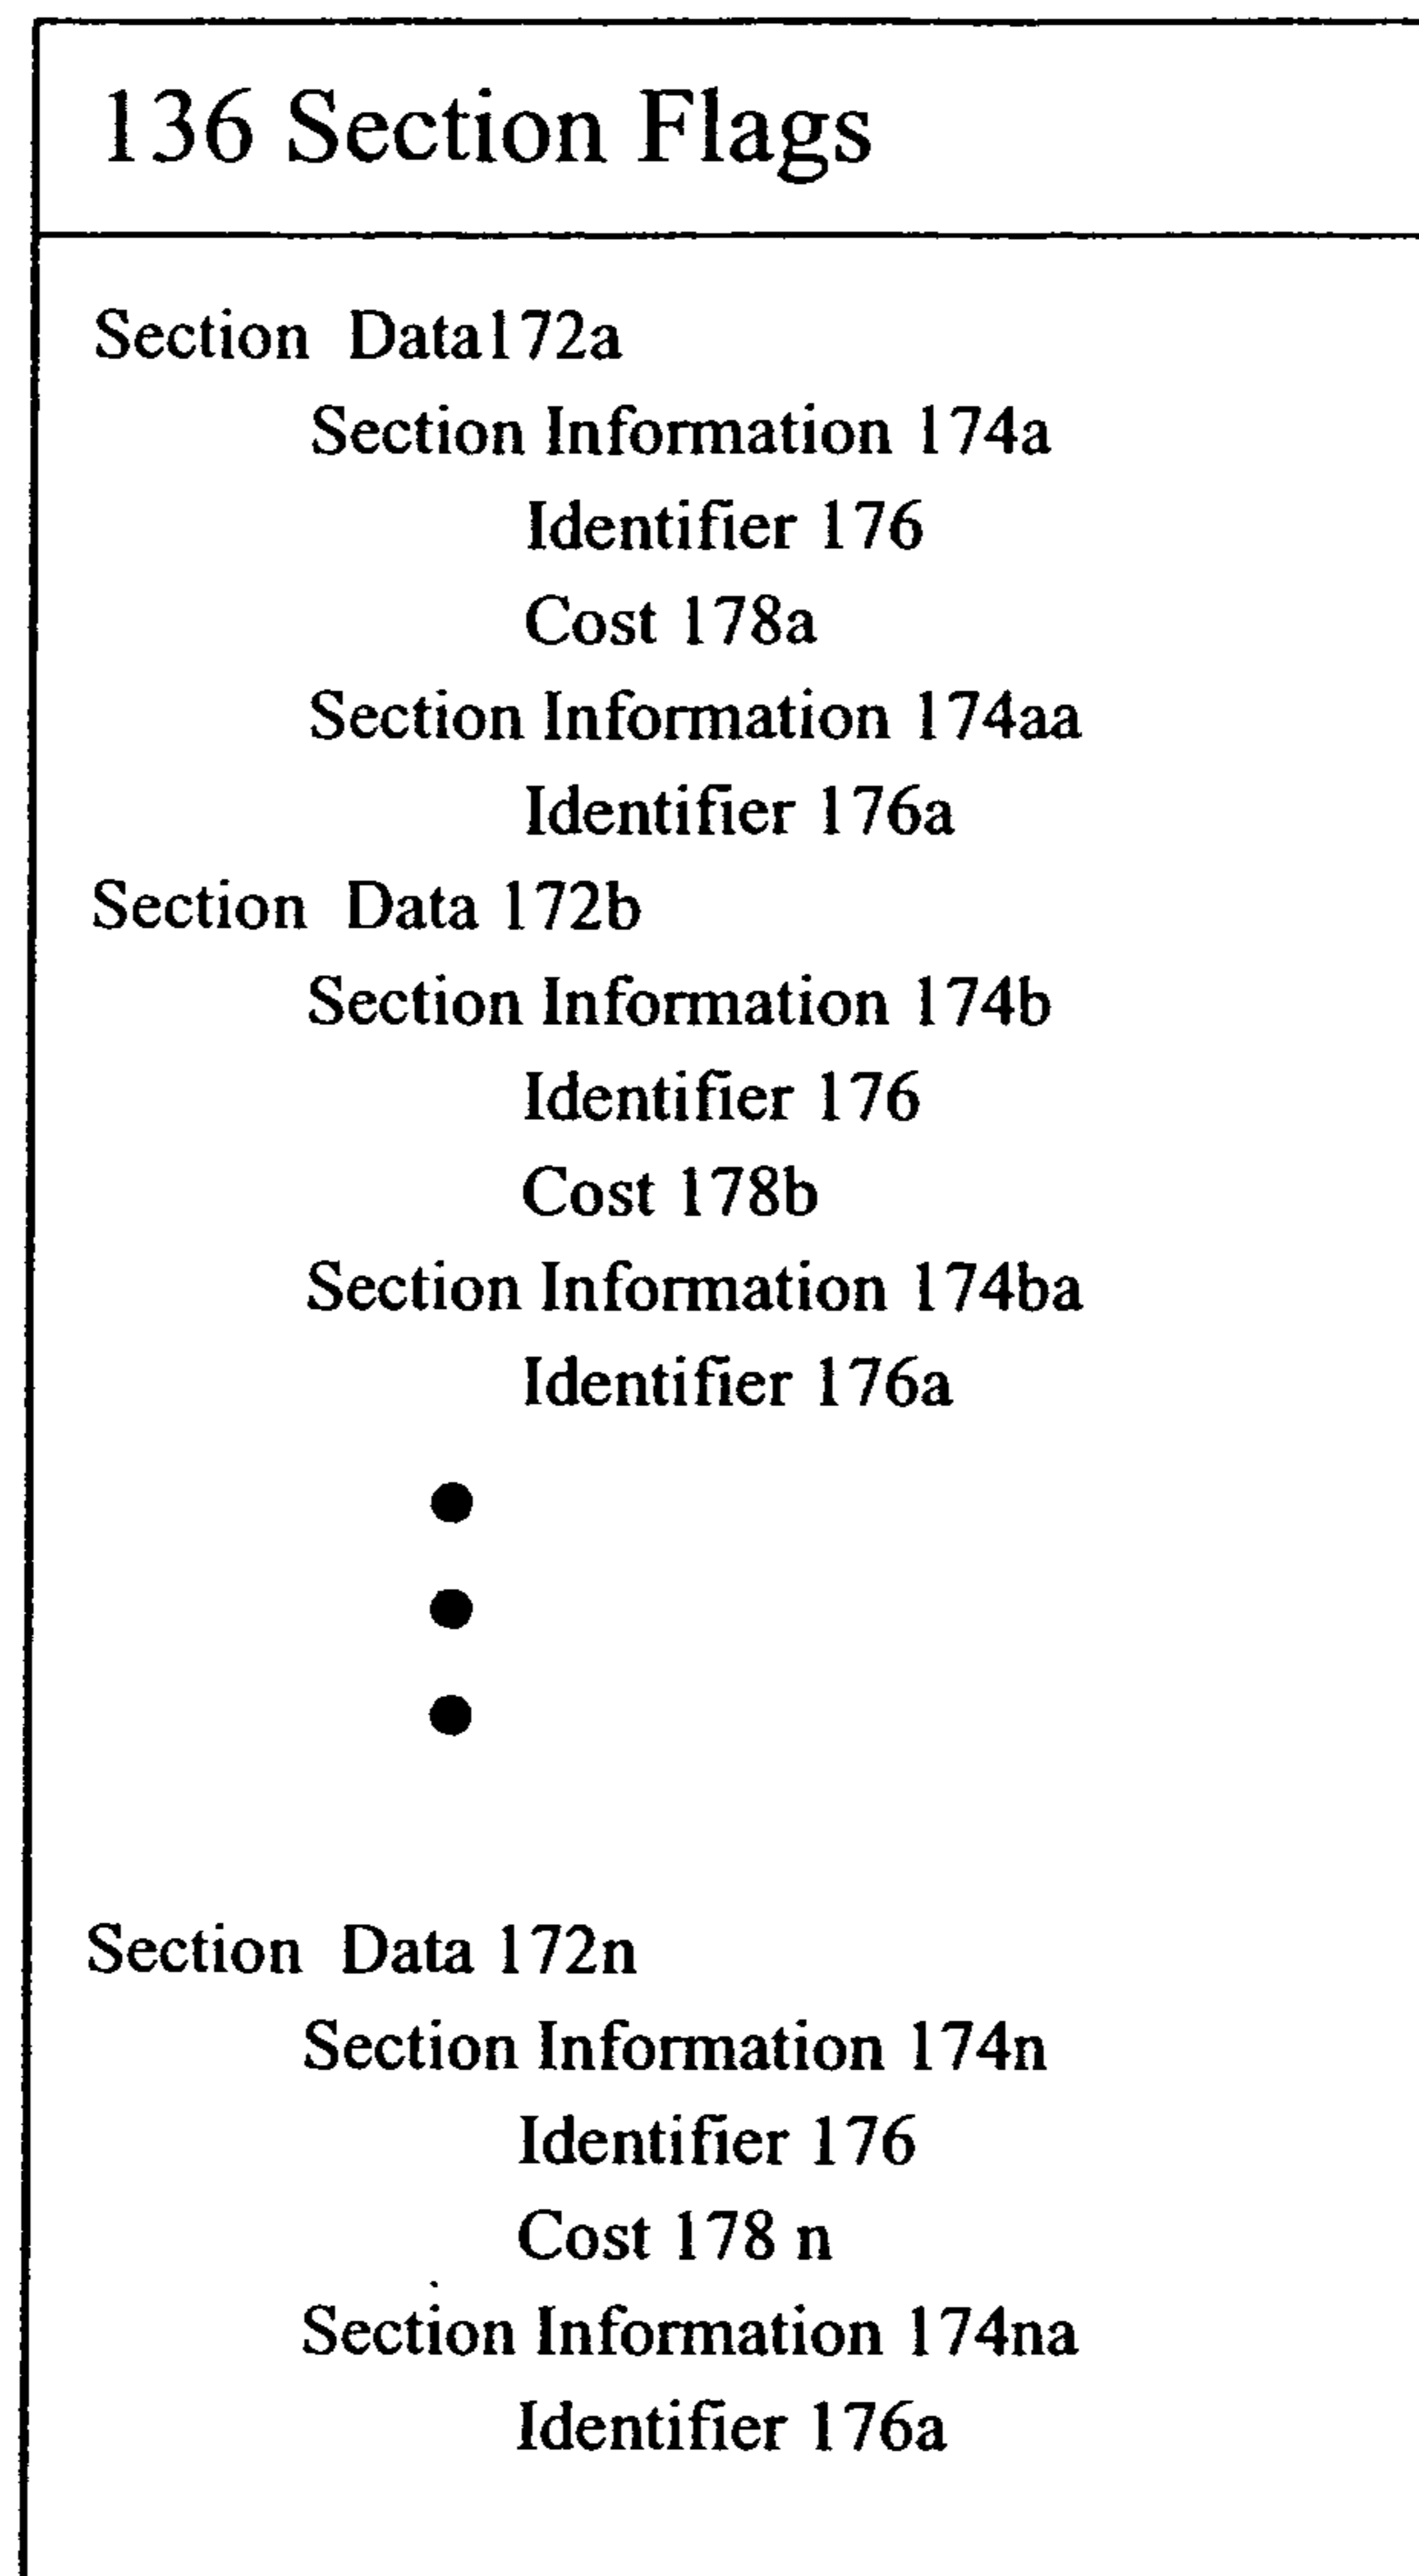 136 Section Flags
Section Data172a
Section Information 174a
Identifier 176
Cost 178a
Section Information 174aa
Identifier 176a
Section Data 172b
Section Information 174b
Identifier 176
Cost 178b
Section Information 174ba
Identifier 176a
Section Data 172n
Section Information 174n
Identifier 176
Cost 178 n
Section Information 174na
Identifier 176a